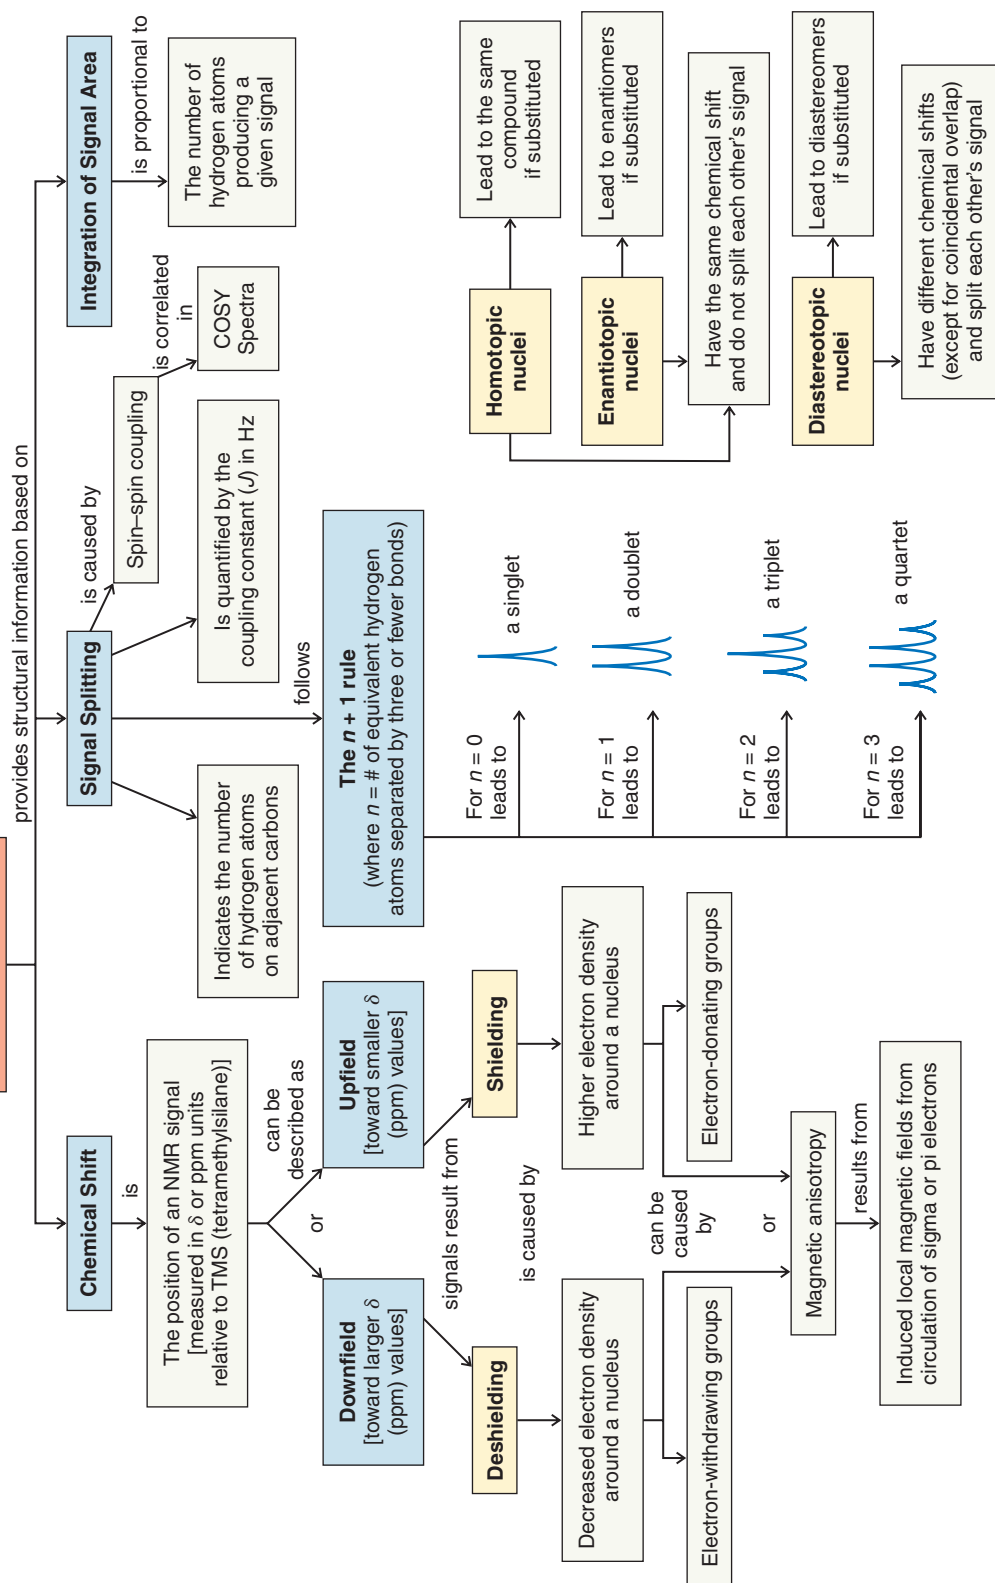 provides structural information based on
Chemical Shift
is
The position of an NMR signal
[measured in δ or ppm units
relative to TMS (tetramethylsilane)]
can be
described as
or
Downfield
[toward larger δ
(ppm) values]
Upfield
[toward smaller δ
(ppm) values]
signals result from
Deshielding
Shielding
is caused by
Decreased electron density
around a nucleus
Higher electron density
around a nucleus
can be
caused
by
Electron-withdrawing groups
or
Electron-donating groups
Magnetic anisotropy
results from
Induced local magnetic fields from
circulation of sigma or pi electrons
Signal Splitting
is caused by
Spin–spin coupling
is correlated
in
COSY
Spectra
Indicates the number
of hydrogen atoms
on adjacent carbons
Is quantified by the
coupling constant (J) in Hz
follows
The n + 1 rule
(where n = # of equivalent hydrogen
atoms separated by three or fewer bonds)
For n = 0
leads to
a singlet
For n = 1
leads to
a doublet
For n = 2
leads to
a triplet
For n = 3
leads to
a quartet
Integration of Signal Area
is proportional to
The number of
hydrogen atoms
producing a
given signal
Homotopic
nuclei
Lead to the same
compound
if substituted
Enantiotopic
nuclei
Lead to enantiomers
if substituted
Have the same chemical shift
and do not split each other's signal
Diastereotopic
nuclei
Lead to diastereomers
if substituted
Have different chemical shifts
(except for coincidental overlap)
and split each other's signal